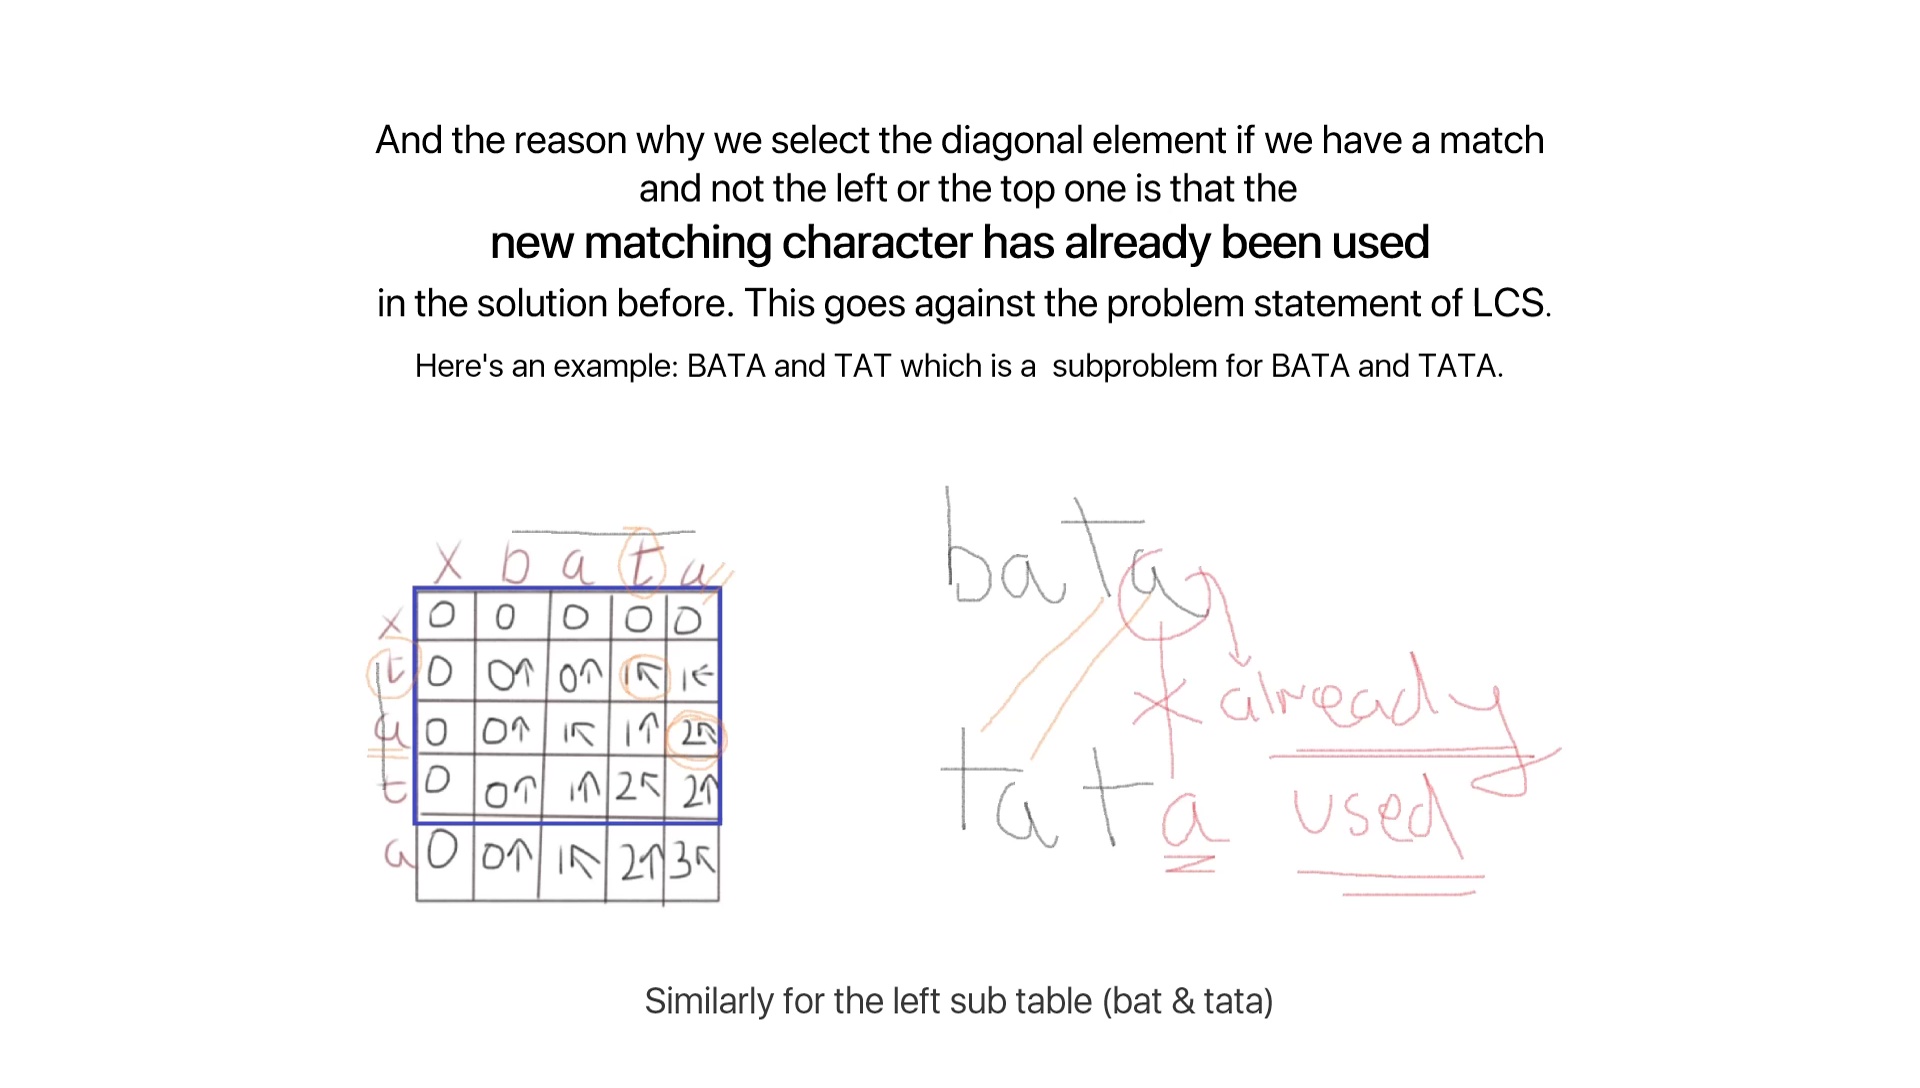 And the reason why we select the diagonal element if we have a match
and not the left or the top one is that the
new matching character has already been used
in the solution before. This goes against the problem statement of LCS.
Here's an example: BATA and TAT which is a subproblem for BATA and TATA.
x b a t a
x 0 0 0 0 0
t 0 0↑ 0↑ 1↖ 1←
a 0 0↑ 1↖ 1↑ 2↖
t 0 0↑ 1↑ 2↖ 2↑
a 0 0↑ 1↖ 2↑ 3↖
bata
already
tata used
Similarly for the left sub table (bat & tata)